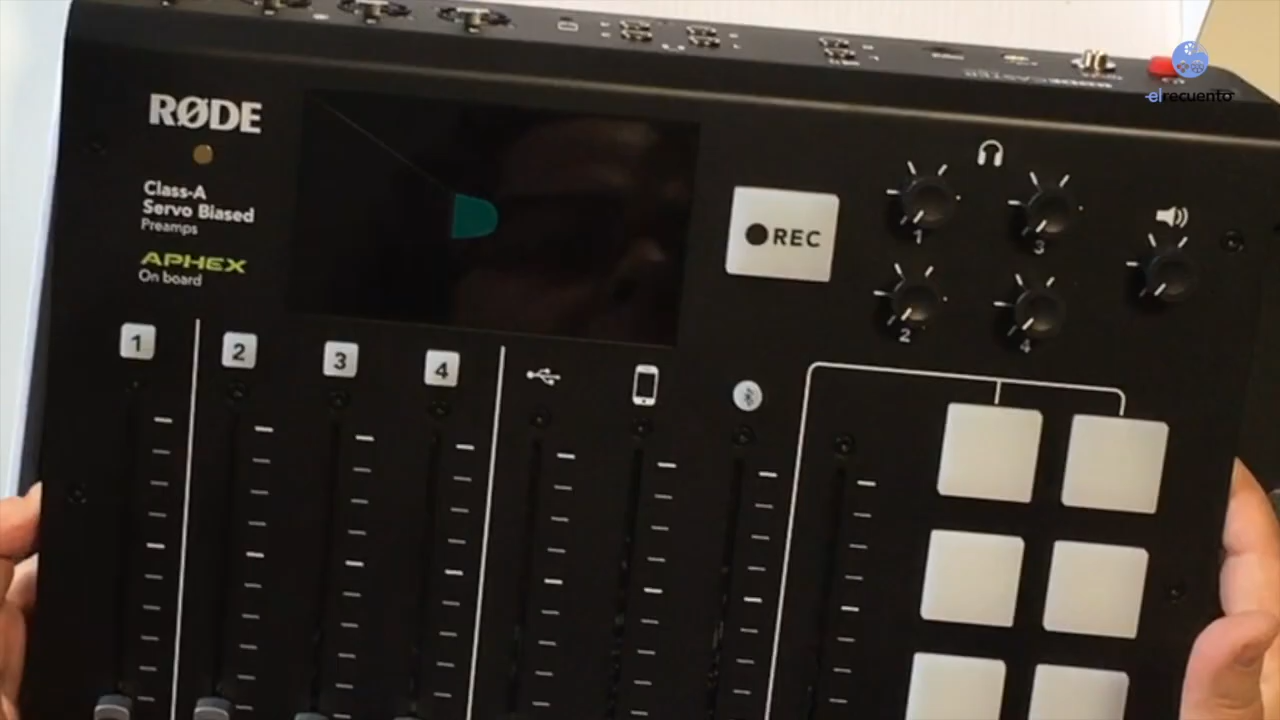 elrecuento
RØDE
Class-A
Servo Biased
Preamps
APHEX
On board
REC
1
3
2
4
1
2
3
4